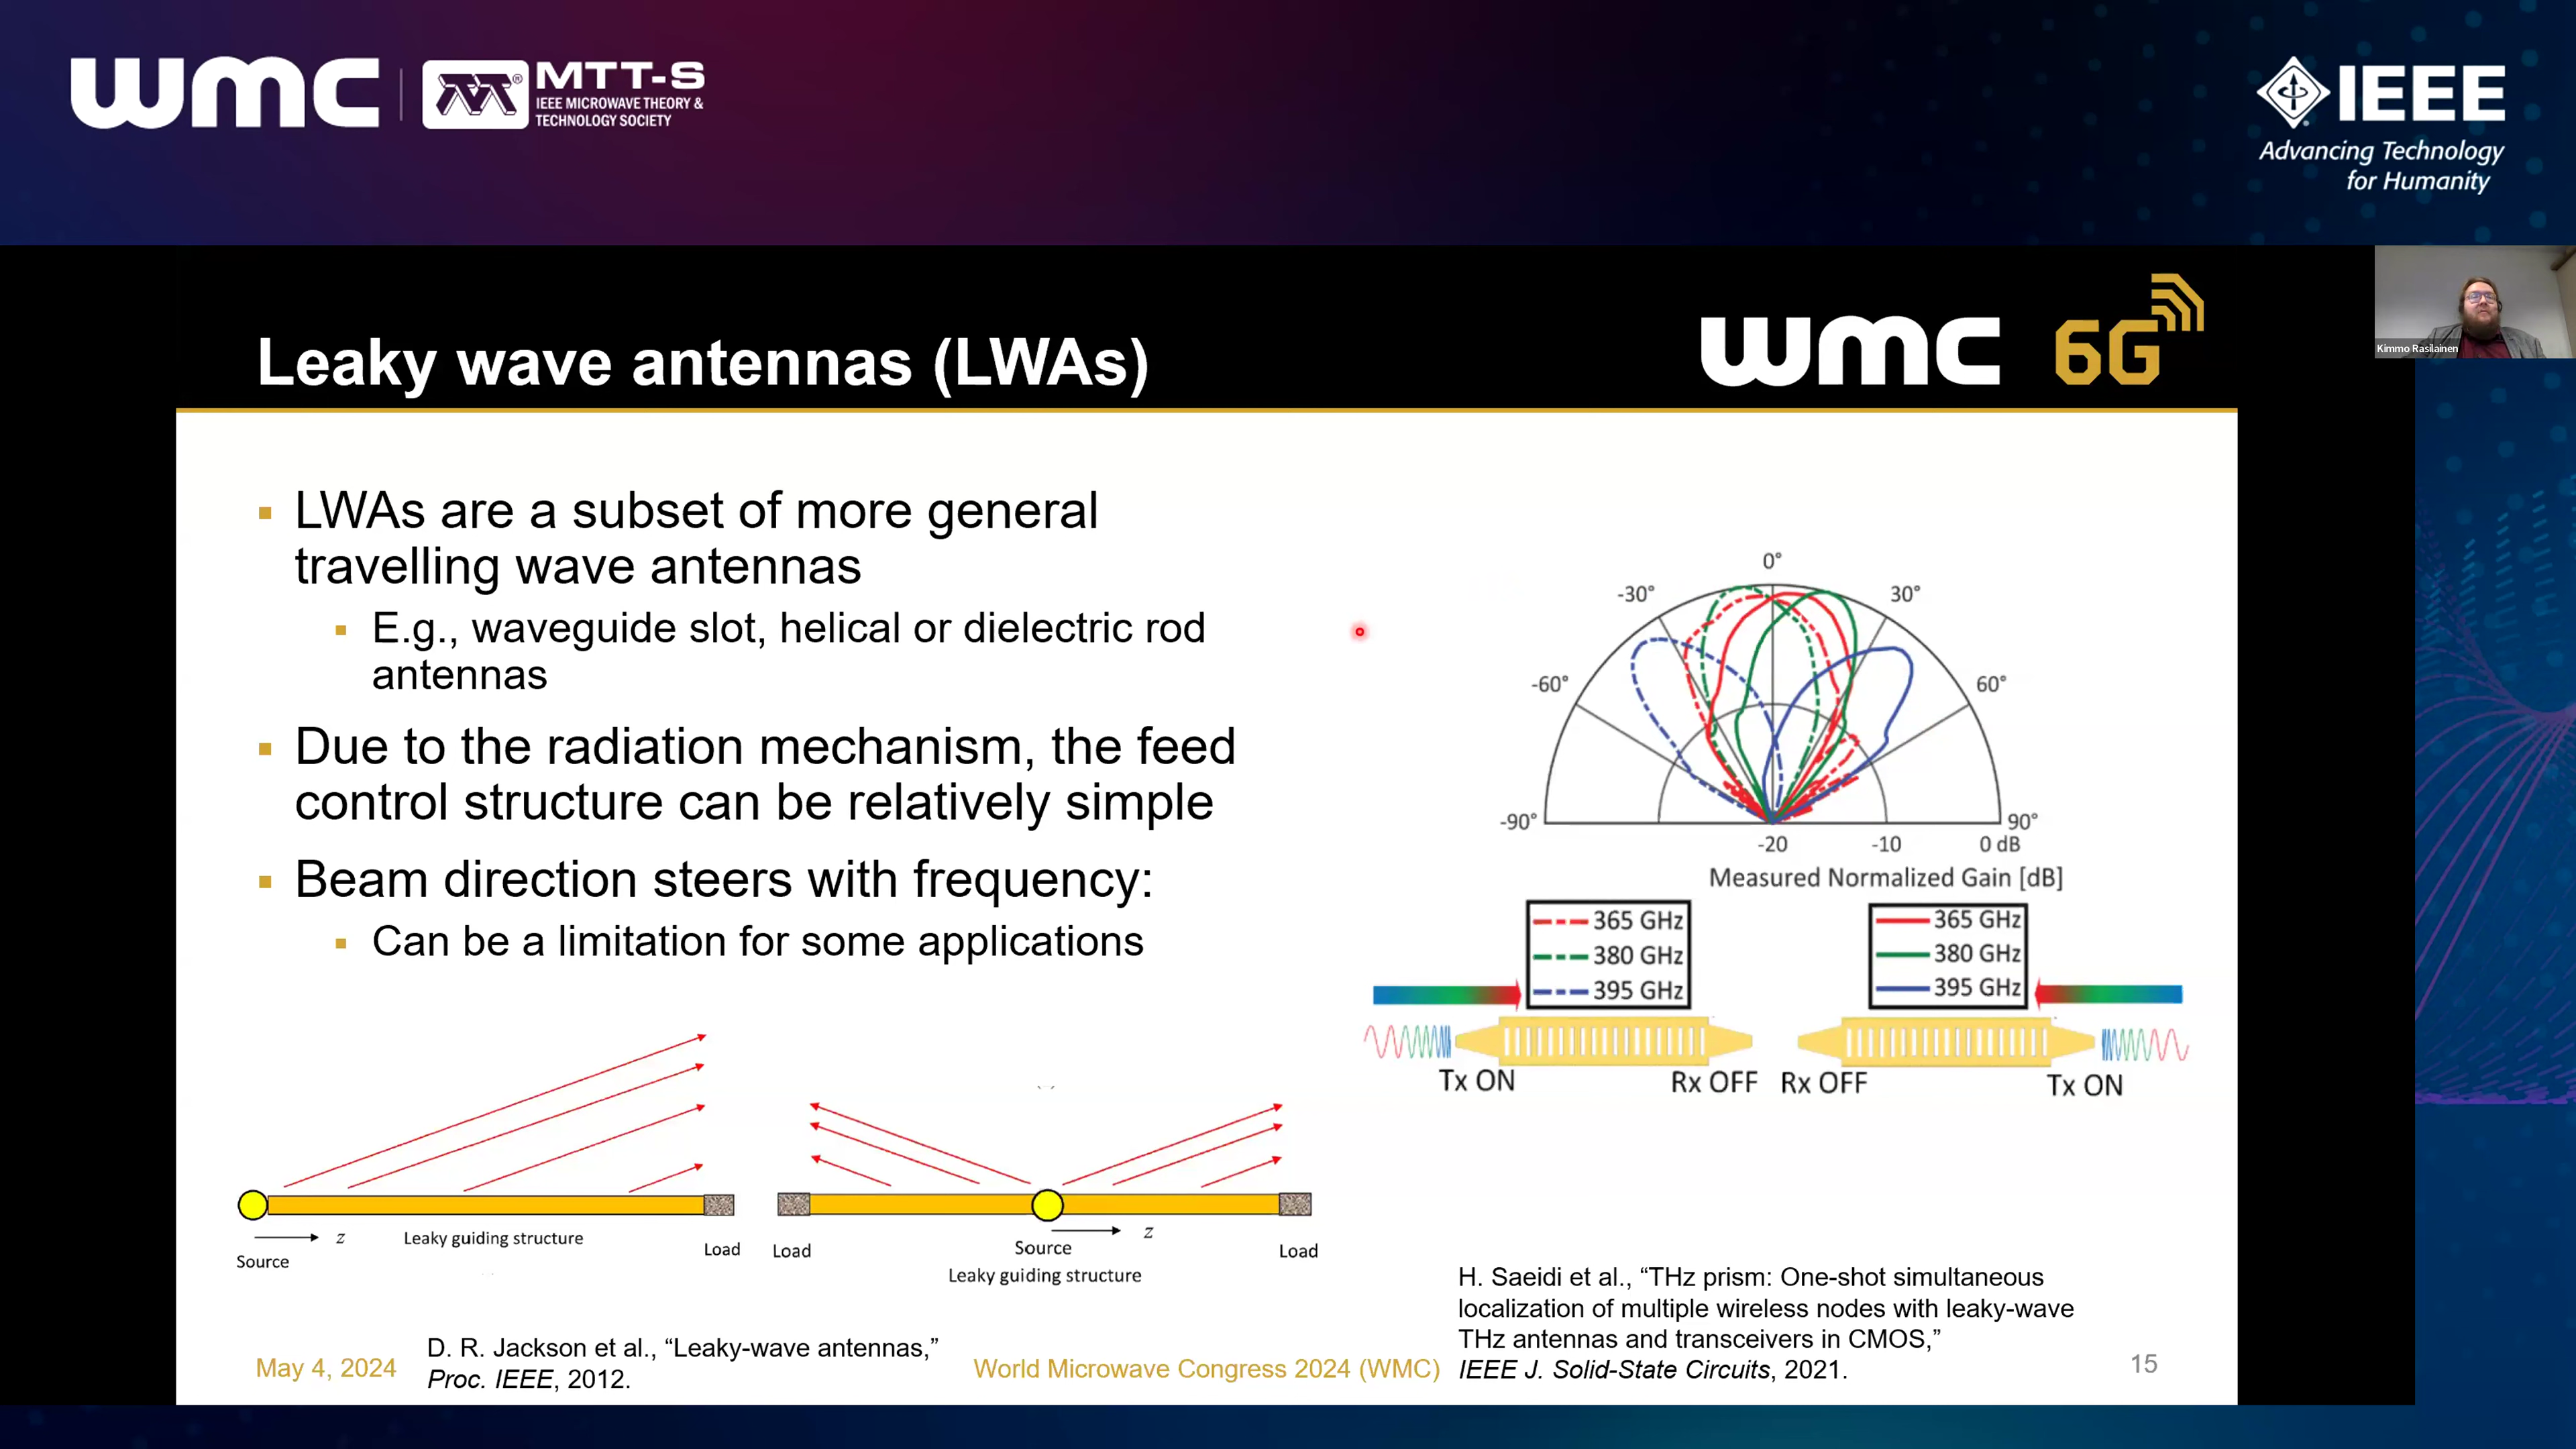 wmc
MTT-S
IEEE MICROWAVE THEORY &
TECHNOLOGY SOCIETY
IEEE
Advancing Technology
for Humanity
Leaky wave antennas (LWAs)
wmc 6G
Kimmo Rasilainen
LWAs are a subset of more general
travelling wave antennas
E.g., waveguide slot, helical or dielectric rod
antennas
Due to the radiation mechanism, the feed
control structure can be relatively simple
Beam direction steers with frequency:
Can be a limitation for some applications
0°
-30° 30°
-60° 60°
-90° 90°
-20 -10 0 dB
Measured Normalized Gain [dB]
365 GHz
380 GHz
395 GHz
365 GHz
380 GHz
395 GHz
Tx ON Rx OFF Rx OFF Tx ON
z Leaky guiding structure Load
Source
z
Load Source Load
Leaky guiding structure
H. Saeidi et al., “THz prism: One-shot simultaneous
localization of multiple wireless nodes with leaky-wave
THz antennas and transceivers in CMOS,”
IEEE J. Solid-State Circuits, 2021.
D. R. Jackson et al., “Leaky-wave antennas,”
Proc. IEEE, 2012.
May 4, 2024
World Microwave Congress 2024 (WMC)
15